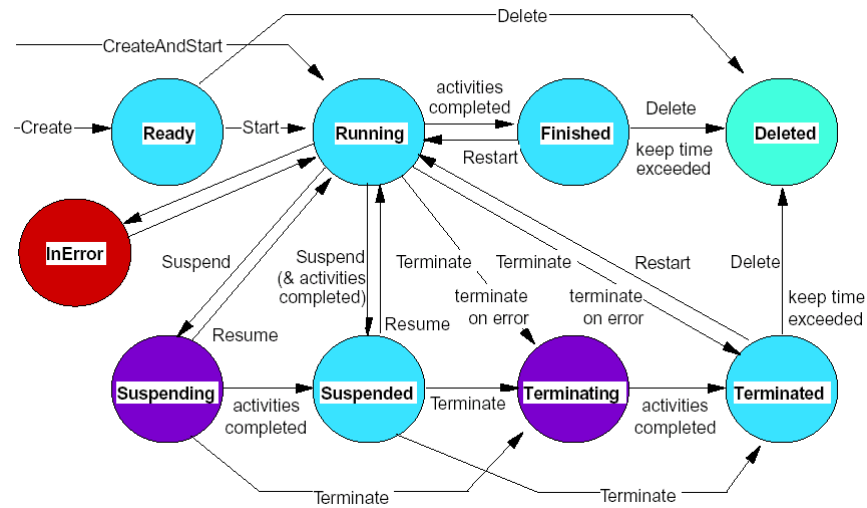 Delete
CreateAndStart
activities
completed
Create
Ready
Start
Running
Finished
Delete
Deleted
Restart
keep time
exceeded
InError
Suspend
Suspend
(& activities
completed)
Terminate
Terminate
Restart
Delete
terminate
on error
terminate
on error
keep time
exceeded
Resume
Resume
Suspending
Suspended
Terminating
Terminated
activities
completed
Terminate
activities
completed
Terminate
Terminate